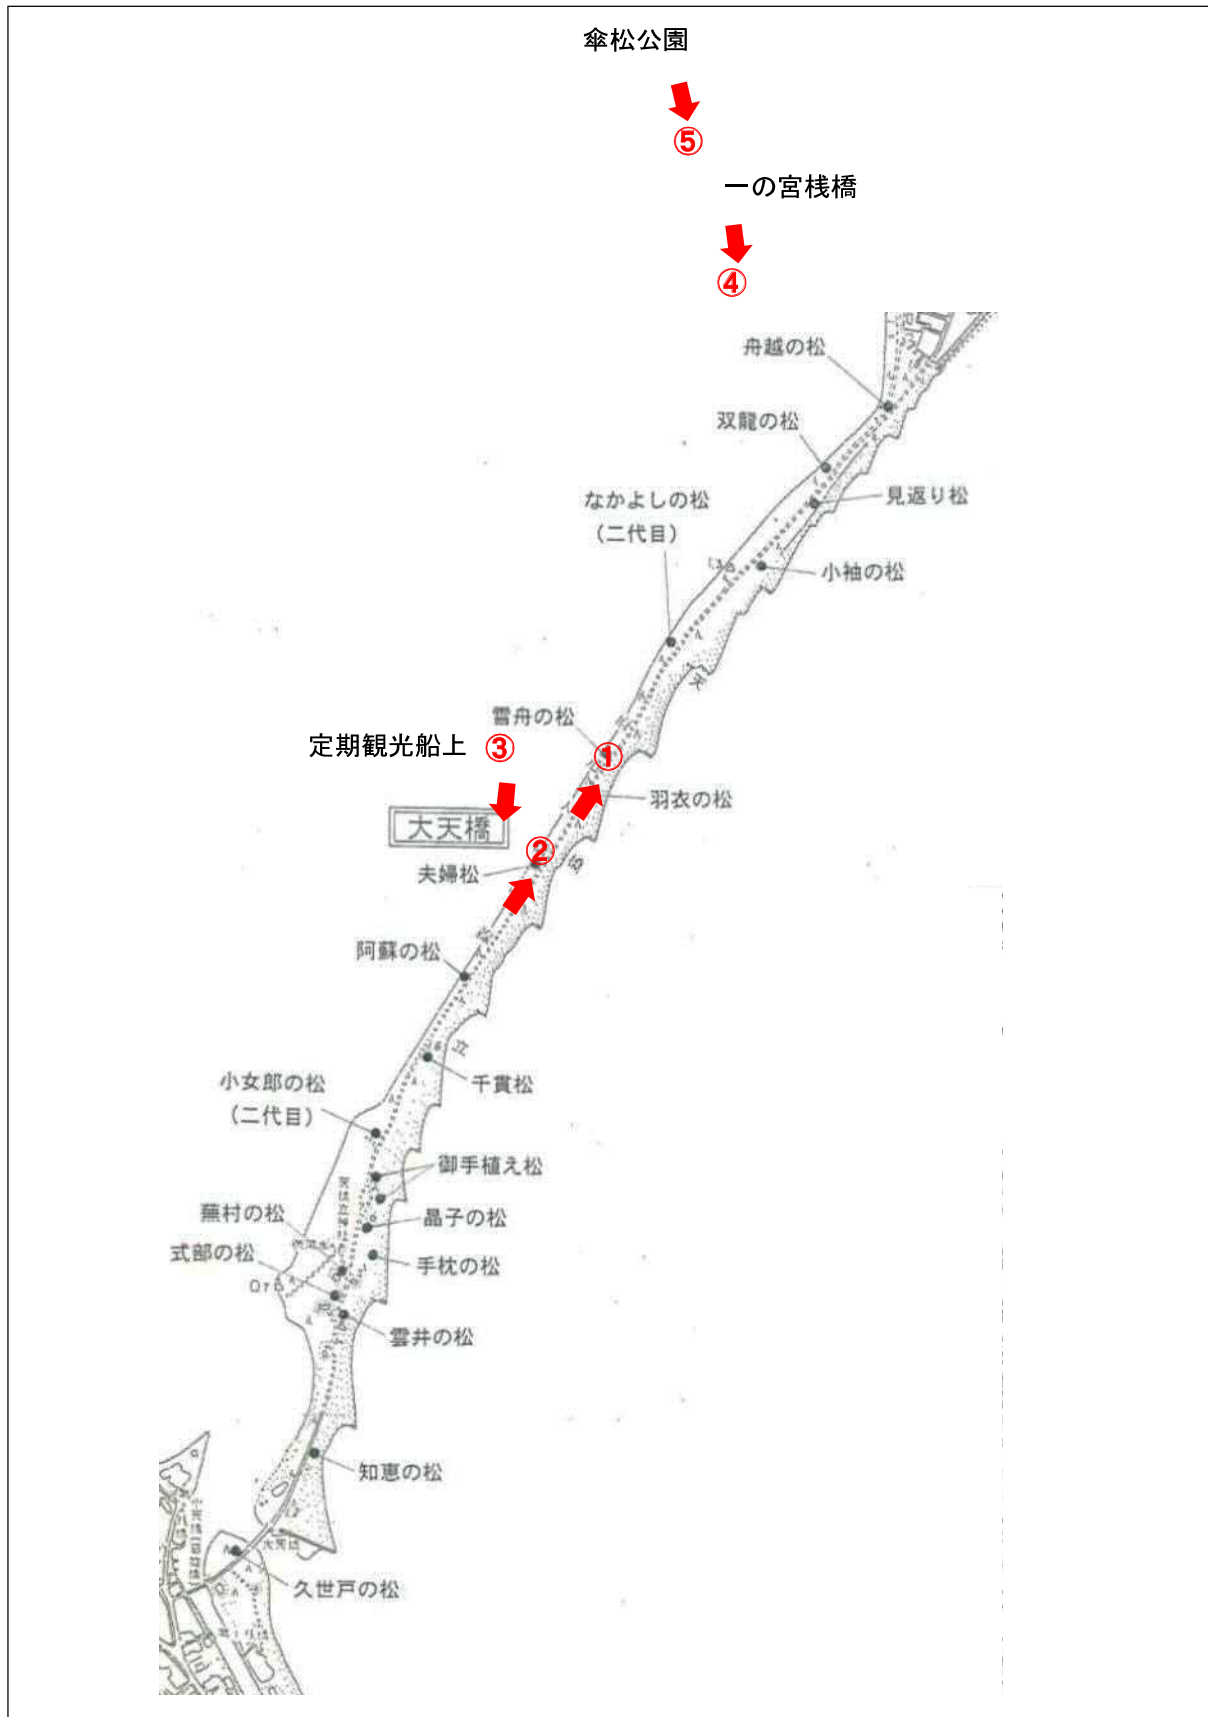 傘松公園
⑤
一の宮桟橋
④
舟越の松
双龍の松
なかよしの松
(二代目)
見返り松
小袖の松
天
雪舟の松
定期観光船上 ③
①
羽衣の松
大天橋
②
夫婦松
阿蘇の松
立
千貫松
小女郎の松
(二代目)
御手植え松
蕪村の松
晶子の松
式部の松
手枕の松
雲井の松
知恵の松
久世戸の松